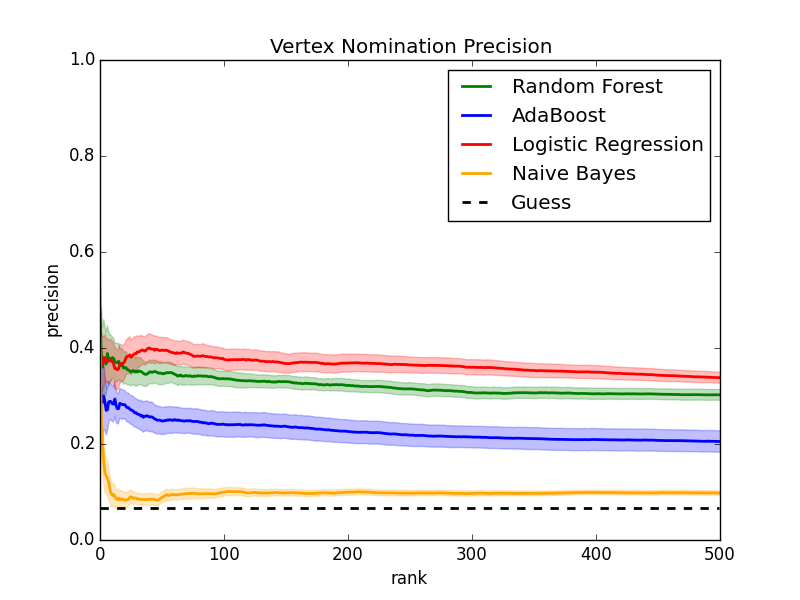 Vertex Nomination Precision
1.0
0.8
0.6
0.4
0.2
0.0
precision
Random Forest
AdaBoost
Logistic Regression
Naive Bayes
Guess
0 100 200 300 400 500
rank